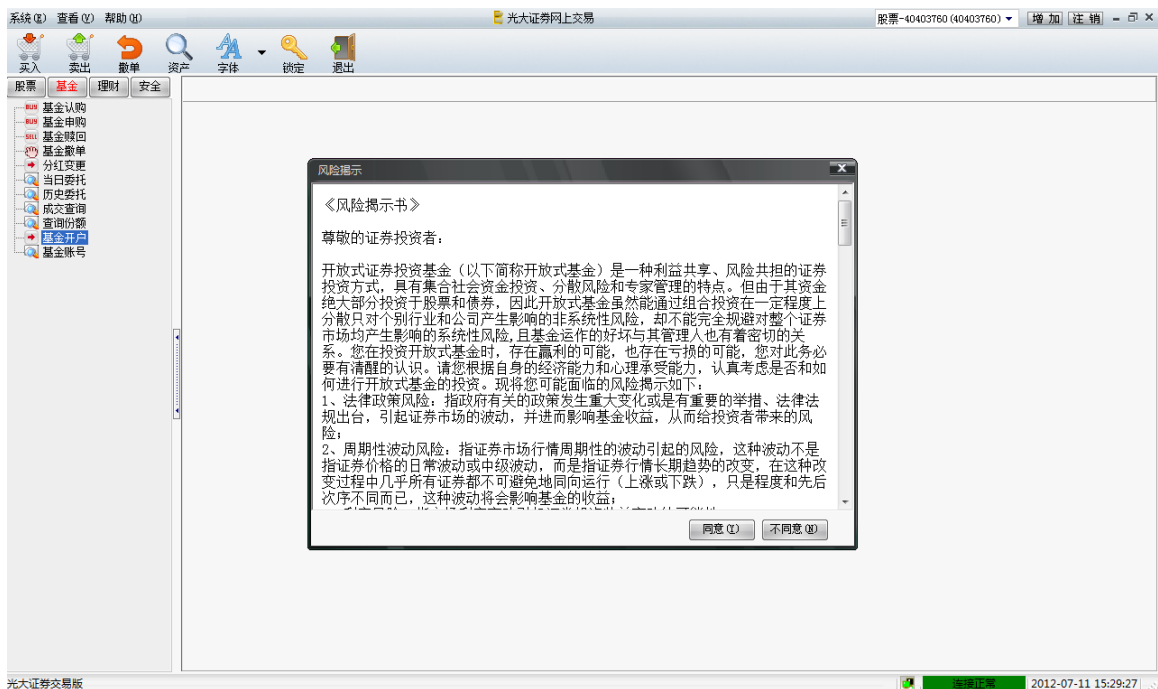 系统(E) 查看(V) 帮助(H)
光大证券网上交易
股票-40403760(40403760)
增 加 注 销
买入 卖出 撤单 资产 字体 锁定 退出
股票 基金 理财 安全
BUY 基金认购
BUY 基金申购
SELL 基金赎回
基金撤单
分红变更
当日委托
历史委托
成交查询
查询份额
基金开户
基金账号
风险揭示
《风险揭示书》
尊敬的证券投资者:
开放式证券投资基金(以下简称开放式基金)是一种利益共享、风险共担的证券
投资方式,具有集合社会资金投资、分散风险和专家管理的特点。但由于其资金
绝大部分投资于股票和债券,因此开放式基金虽然能通过组合投资在一定程度上
分散只对个别行业和公司产生影响的非系统性风险,却不能完全规避对整个证券
市场均产生影响的系统性风险,且基金运作的好坏与其管理人也有着密切的关
系。您在投资开放式基金时,存在赢利的可能,也存在亏损的可能,您对此务必
要有清醒的认识。请您根据自身的经济能力和心理承受能力,认真考虑是否和如
何进行开放式基金的投资。现将您可能面临的风险揭示如下:
1、法律政策风险:指政府有关的政策发生重大变化或是有重要的举措、法律法
规出台,引起证券市场的波动,并进而影响基金收益,从而给投资者带来的风
险;
2、周期性波动风险:指证券市场行情周期性的波动引起的风险,这种波动不是
指证券价格的日常波动或中级波动,而是指证券行情长期趋势的改变,在这种改
变过程中几乎所有证券都不可避免地同向运行(上涨或下跌),只是程度和先后
次序不同而已,这种波动将会影响基金的收益;
同意(Y) 不同意(N)
光大证券交易版
连接正常
2012-07-11 15:29:27